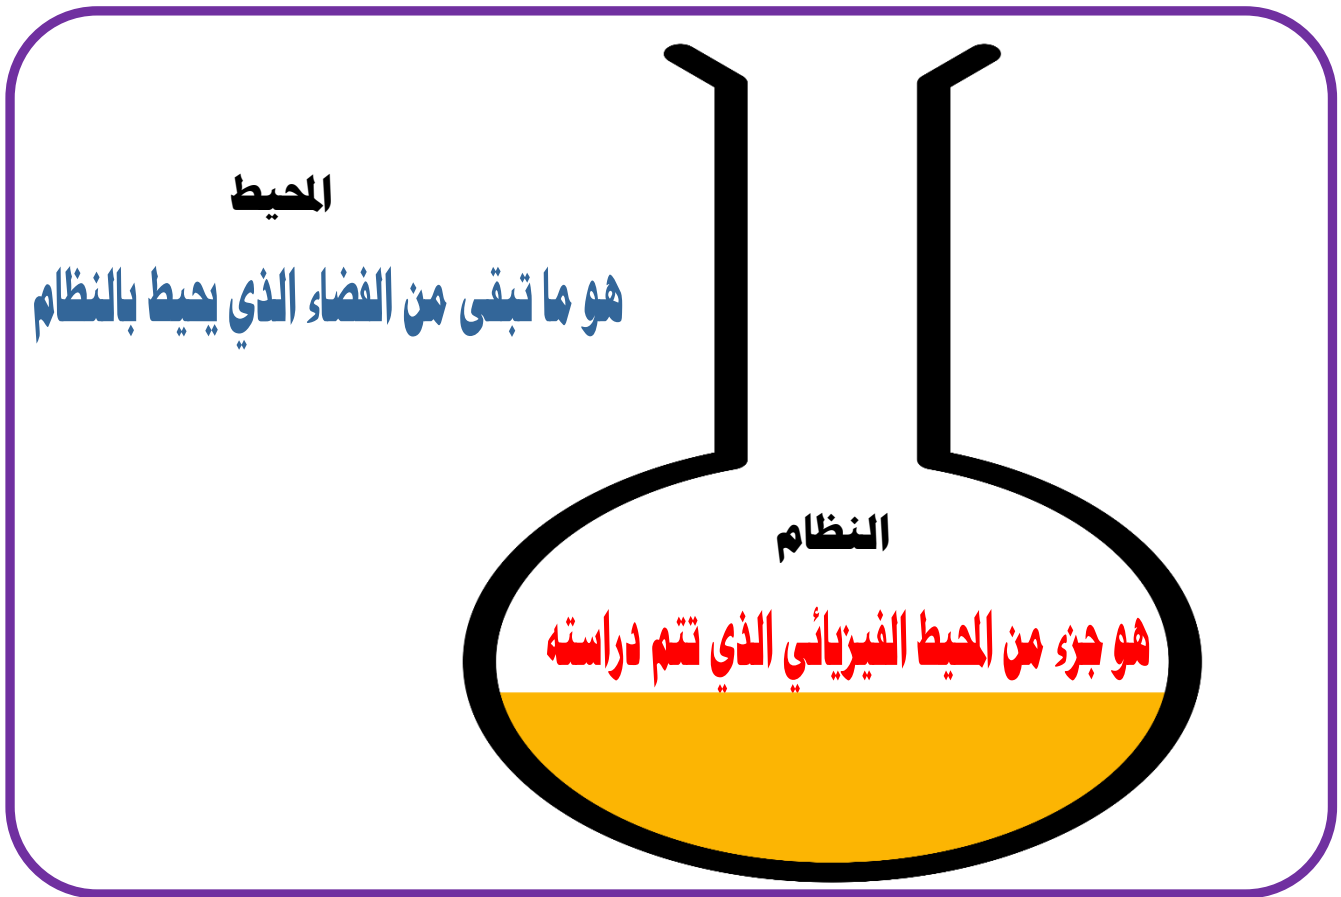 المحيط
هو ما تبقى من الفضاء الذي يحيط بالنظام
النظام
هو جزء من المحيط الفيزيائي الذي تتم دراسته